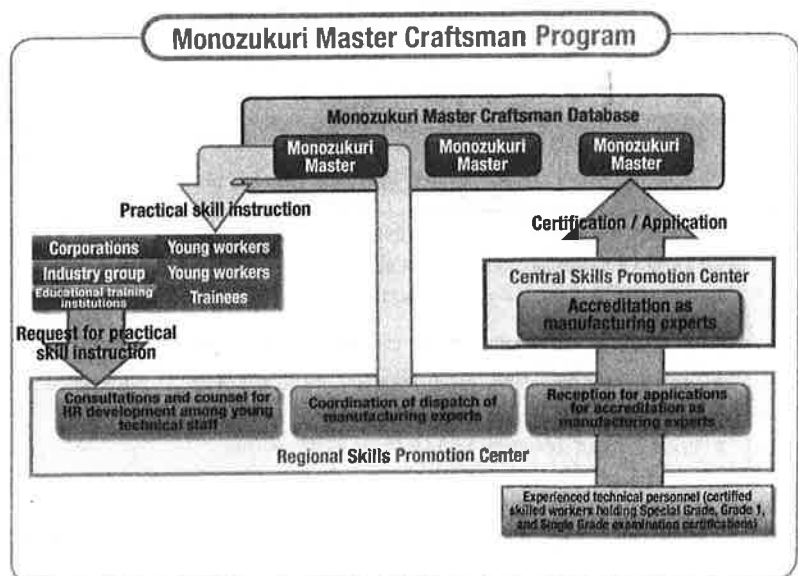 Monozukuri Master Craftsman Program
Monozukuri Master Craftsman Database
Monozukuri
Master
Monozukuri
Master
Monozukuri
Master
Practical skill instruction
Certification / Application
Corporations
Young workers
Industry group
Young workers
Educational training
institutions
Trainees
Central Skills Promotion Center
Accreditation as
manufacturing experts
Request for practical
skill instruction
Consultations and counsel for
HR development among young
technical staff
Coordination of dispatch of
manufacturing experts
Reception for applications
for accreditation as
manufacturing experts
Regional Skills Promotion Center
Experienced technical personnel (certified
skilled workers holding Special Grade, Grade 1,
and Single Grade examination certifications)